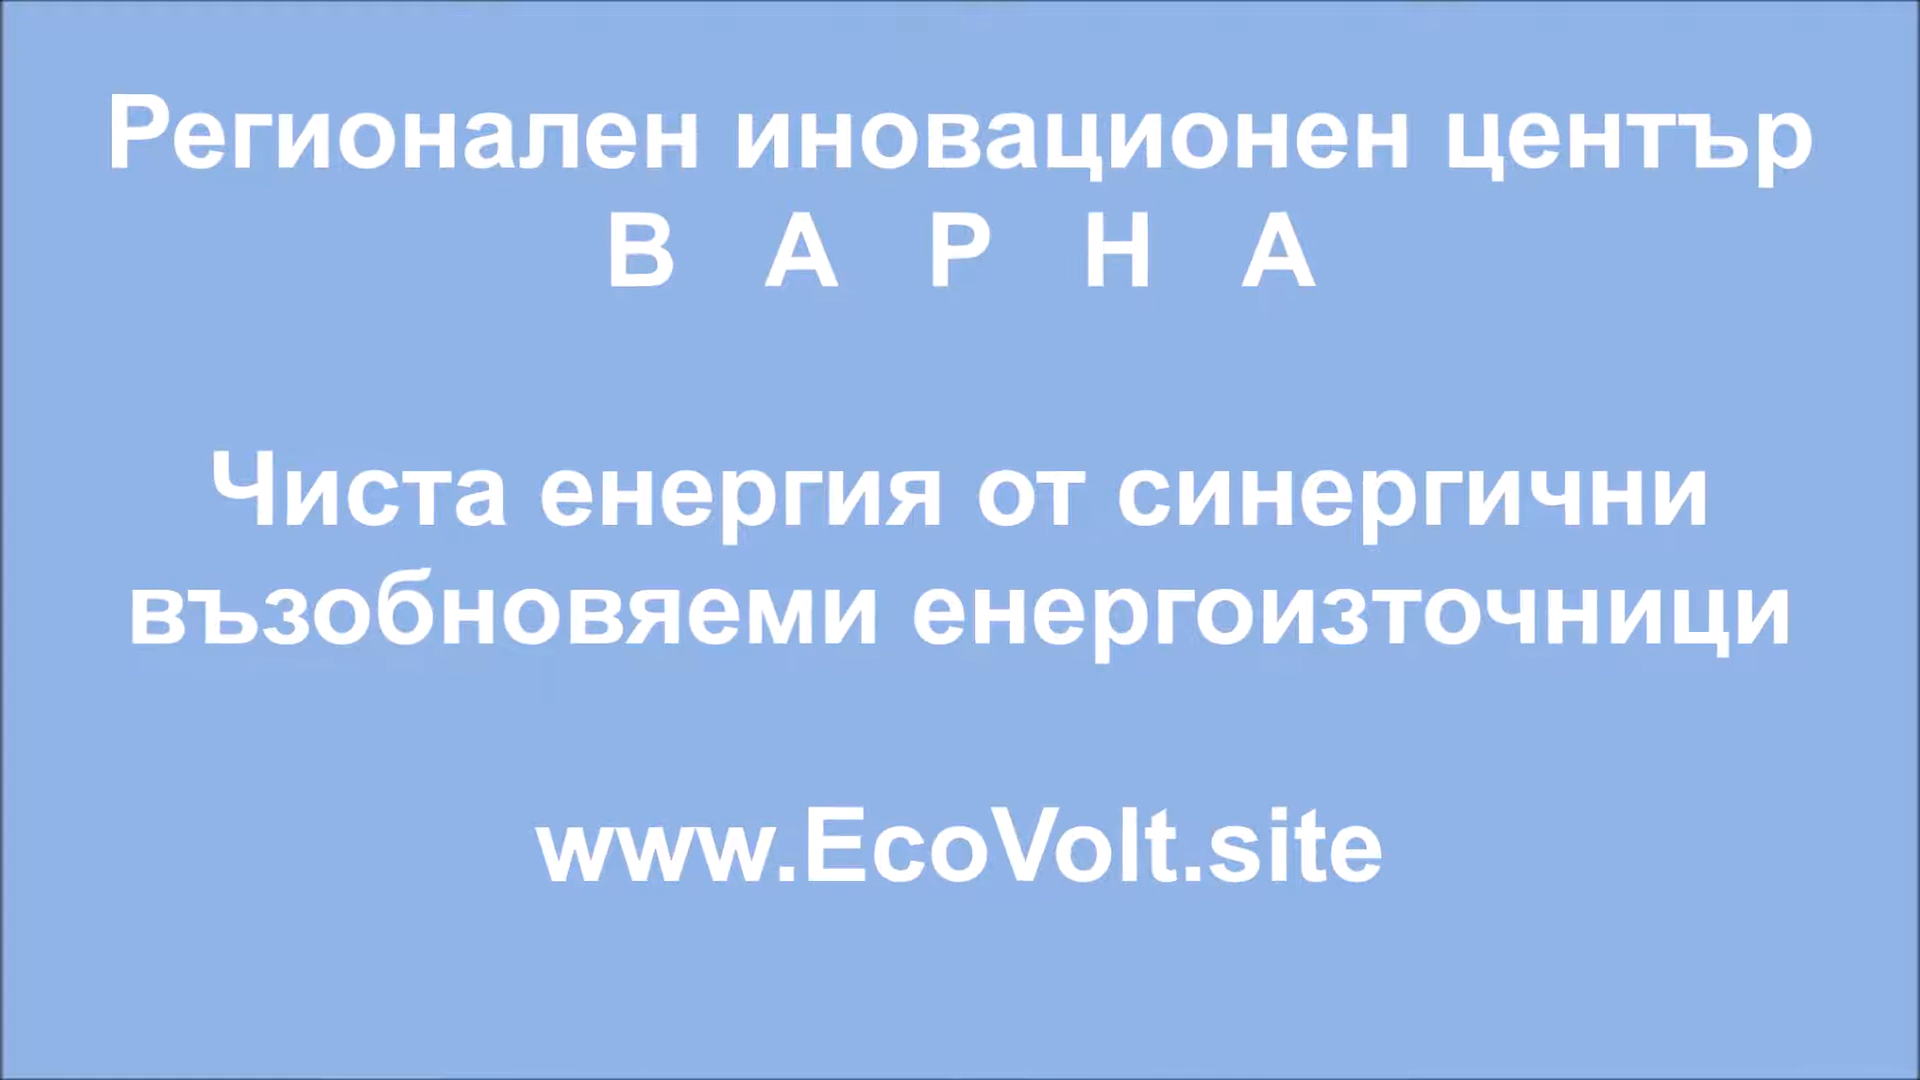 Регионален иновационен център
В А Р Н А
Чиста енергия от синергични
възобновяеми енергоизточници
www.EcoVolt.site